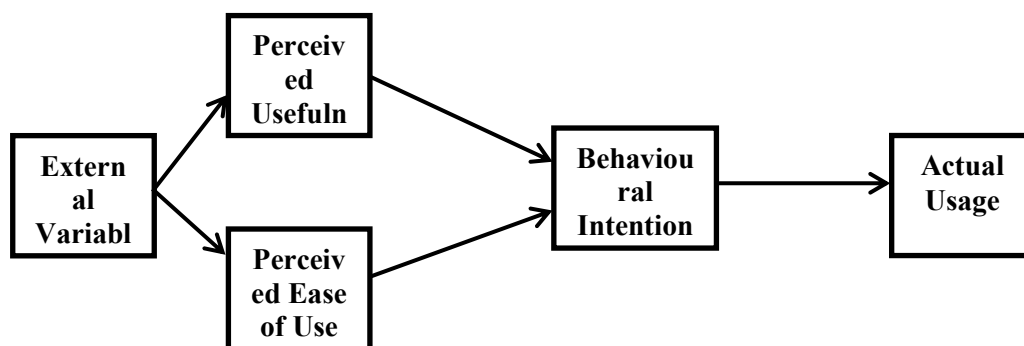 Perceiv
ed
Usefuln
Extern
al
Variabl
Behaviou
ral
Intention
Actual
Usage
Perceiv
ed Ease
of Use